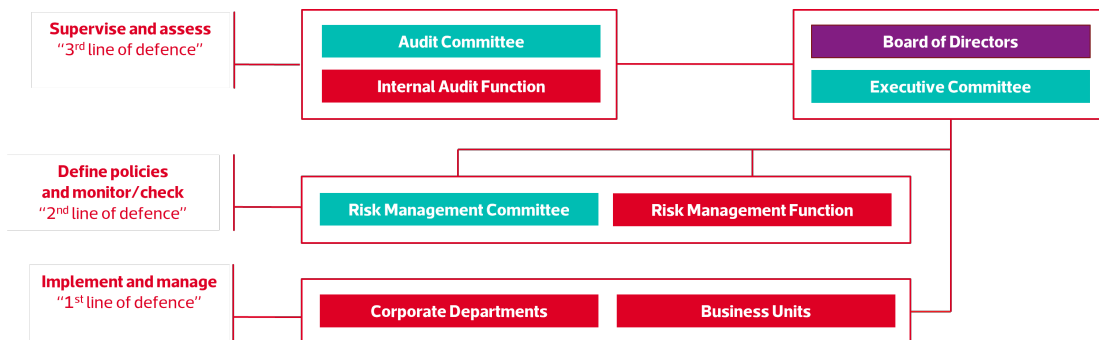 Supervise and assess
“3rd line of defence”
Audit Committee
Internal Audit Function
Board of Directors
Executive Committee
Define policies
and monitor/check
“2nd line of defence”
Risk Management Committee
Risk Management Function
Implement and manage
“1st line of defence”
Corporate Departments
Business Units